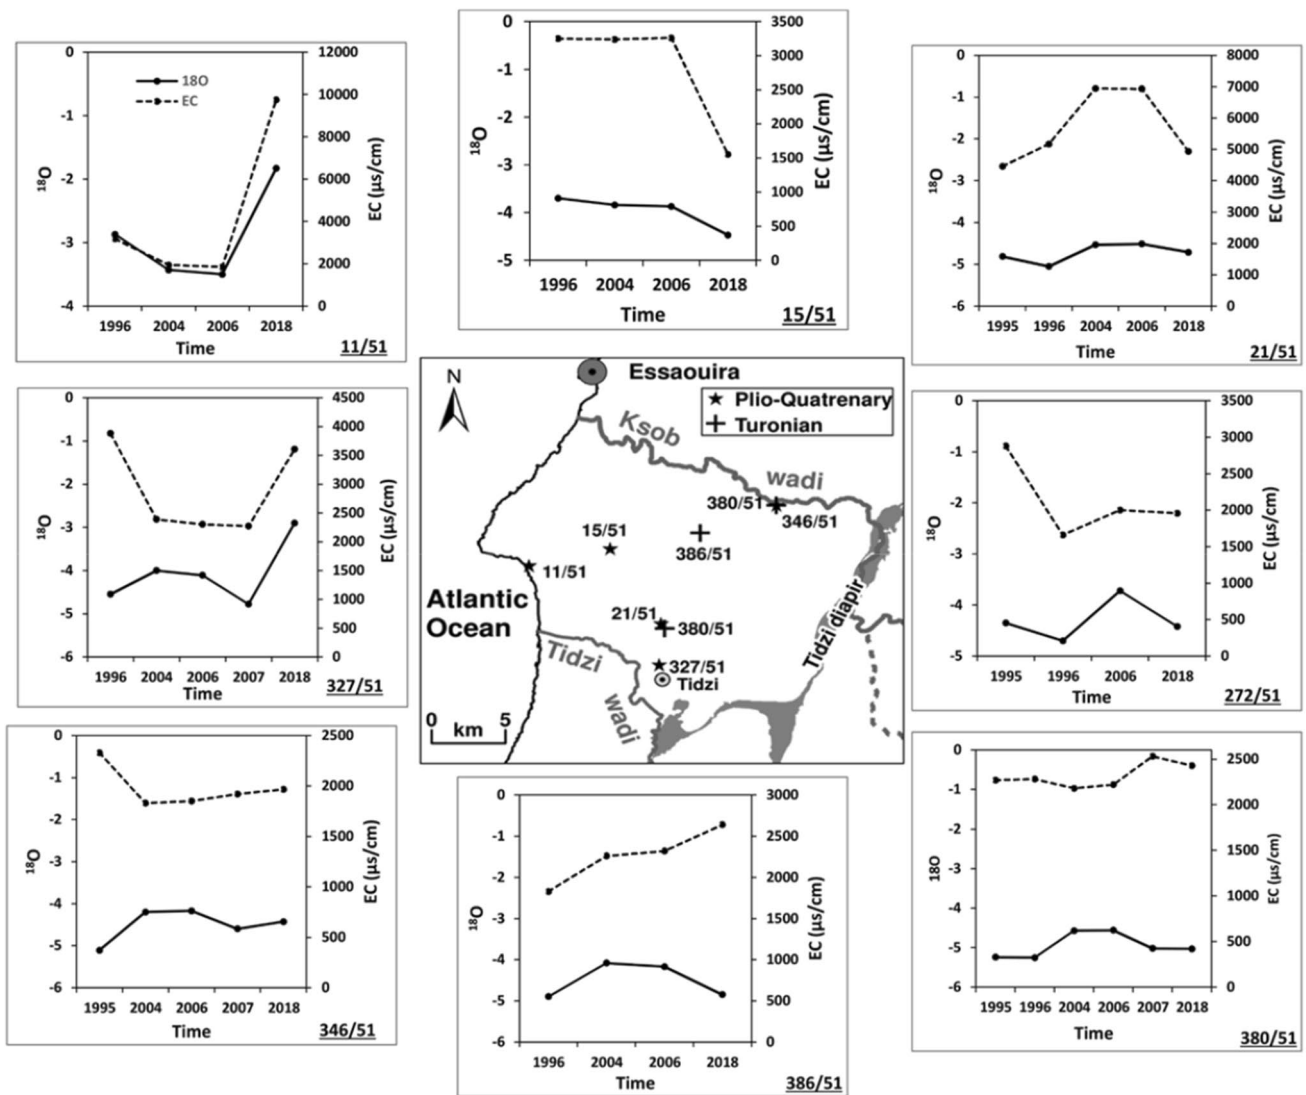 0
-1
-2
-3
-4
18O
EC
12000
10000
8000
6000
4000
2000
0
¹⁸O
EC (µs/cm)
1996 2004 2006 2018
Time
11/51
0
-1
-2
-3
-4
-5
3500
3000
2500
2000
1500
1000
500
0
¹⁸O
EC (µs/cm)
1996 2004 2006 2018
Time
15/51
0
-1
-2
-3
-4
-5
-6
8000
7000
6000
5000
4000
3000
2000
1000
0
¹⁸O
EC (µs/cm)
1995 1996 2004 2006 2018
Time
21/51
0
-1
-2
-3
-4
-5
-6
4500
4000
3500
3000
2500
2000
1500
1000
500
0
¹⁸O
EC (µs/cm)
1996 2004 2006 2007 2018
Time
327/51
N
Essaouira
Plio-Quatrenary
Turonian
Ksob
wadi
380/51
346/51
15/51
386/51
11/51
Atlantic
Ocean
21/51
380/51
Tidzi diapir
Tidzi
wadi
327/51
Tidzi
0 5
km
0
-1
-2
-3
-4
-5
3500
3000
2500
2000
1500
1000
500
0
¹⁸O
EC (µs/cm)
1995 1996 2006 2018
Time
272/51
0
-1
-2
-3
-4
-5
-6
2500
2000
1500
1000
500
0
¹⁸O
EC (µs/cm)
1995 2004 2006 2007 2018
Time
346/51
0
-1
-2
-3
-4
-5
-6
3000
2500
2000
1500
1000
500
0
¹⁸O
EC (µs/cm)
1996 2004 2006 2018
Time
386/51
0
-1
-2
-3
-4
-5
-6
2500
2000
1500
1000
500
0
18O
EC (µs/cm)
1995 1996 2004 2006 2007 2018
Time
380/51